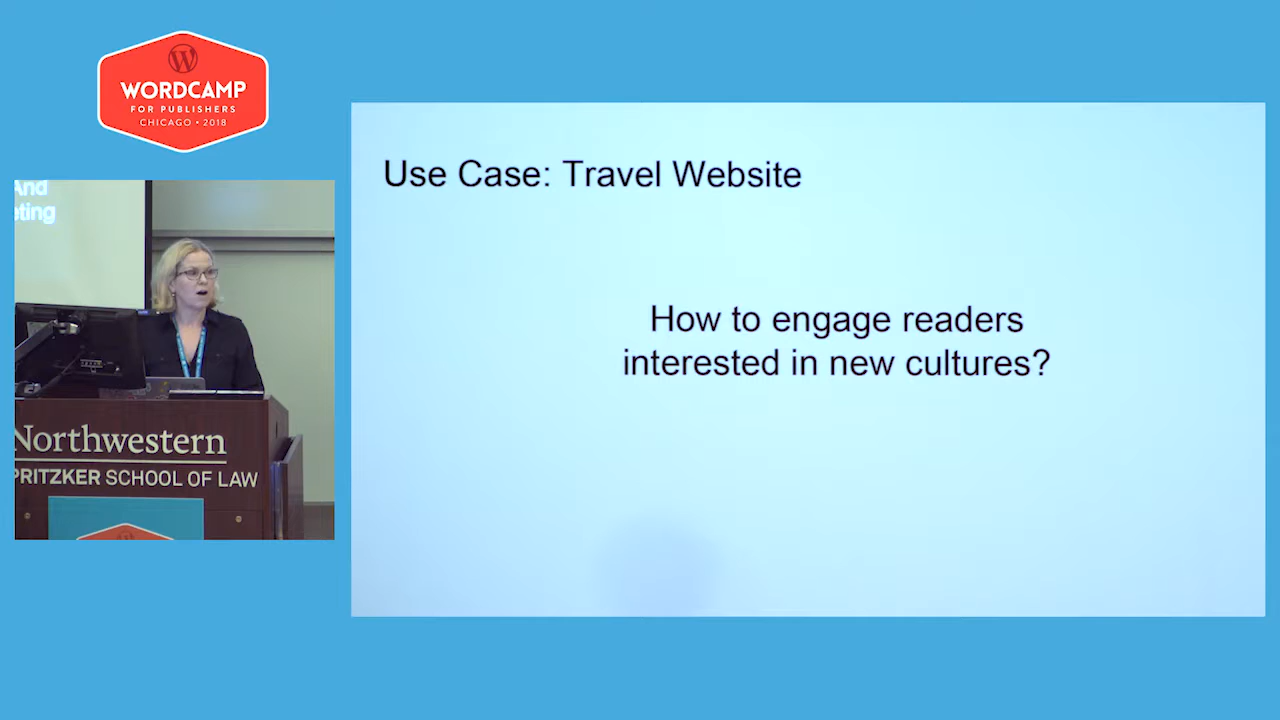 WORDCAMP
FOR PUBLISHERS
CHICAGO • 2018
And
Northwestern
PRITZKER SCHOOL OF LAW
Use Case: Travel Website
How to engage readers
interested in new cultures?